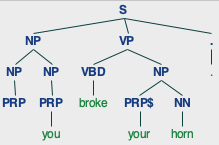 S
NP VP .
NP NP VBD NP .
PRP PRP broke PRP$ NN
you your horn